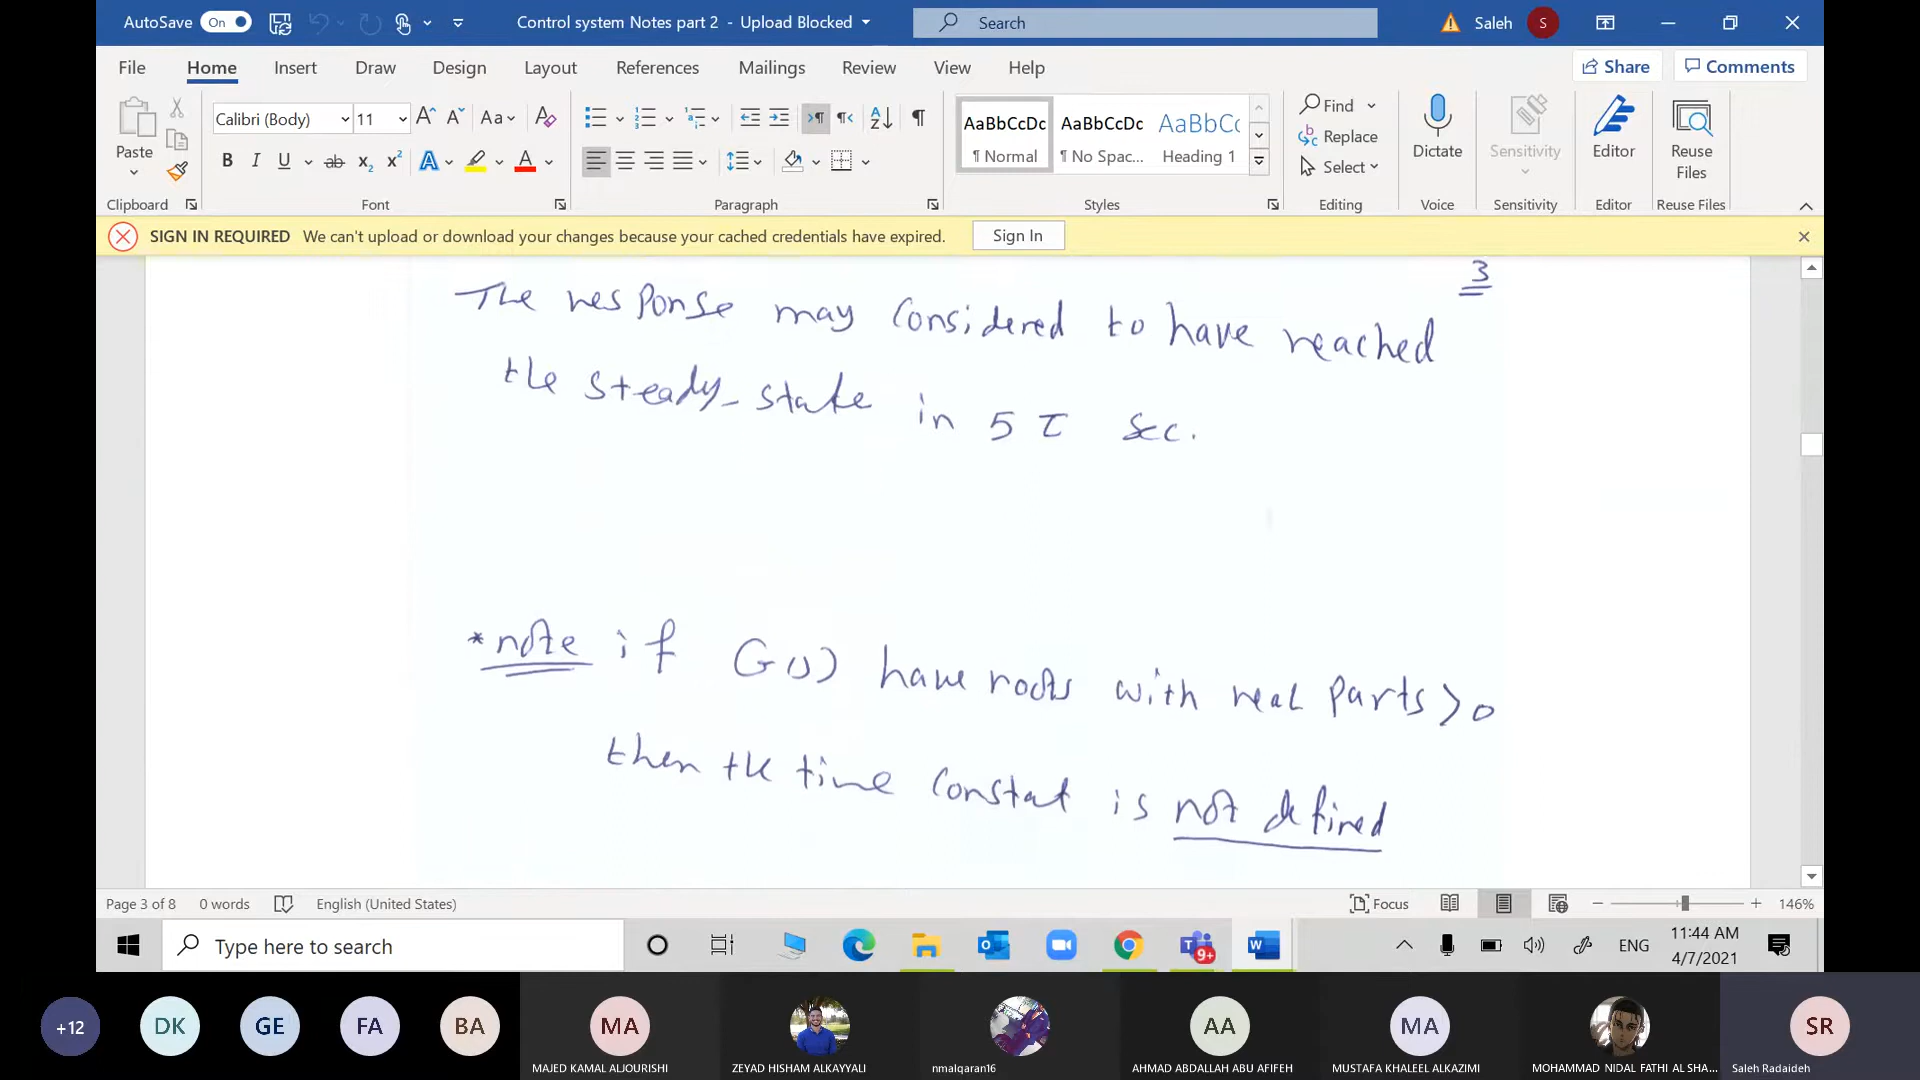 AutoSave On
Control system Notes part 2 - Upload Blocked
Search
Saleh S
File Home Insert Draw Design Layout References Mailings Review View Help
Share Comments
Paste
Calibri (Body) 11
Aa
B I U ab x₂ x² A A
AaBbCcDc AaBbCcDc AaBbCc
¶ Normal ¶ No Spac... Heading 1
Find
Replace
Select
Dictate
Sensitivity
Editor
Reuse
Files
Clipboard Font Paragraph Styles Editing Voice Sensitivity Editor Reuse Files
SIGN IN REQUIRED We can't upload or download your changes because your cached credentials have expired. Sign In
3
The response may considered to have reached
the steady-state in 5 τ sec.
*note if G(s) have roots with real parts > 0
then the time constat is not defined
Page 3 of 8 0 words English (United States) Focus 146%
Type here to search
9+
ENG
11:44 AM
4/7/2021
+12 DK GE FA BA MA AA MA SR
MAJED KAMAL ALJOURISHI ZEYAD HISHAM ALKAYYALI nmalqaran16 AHMAD ABDALLAH ABU AFIFEH MUSTAFA KHALEEL ALKAZIMI MOHAMMAD NIDAL FATHI AL SHA... Saleh Radaideh